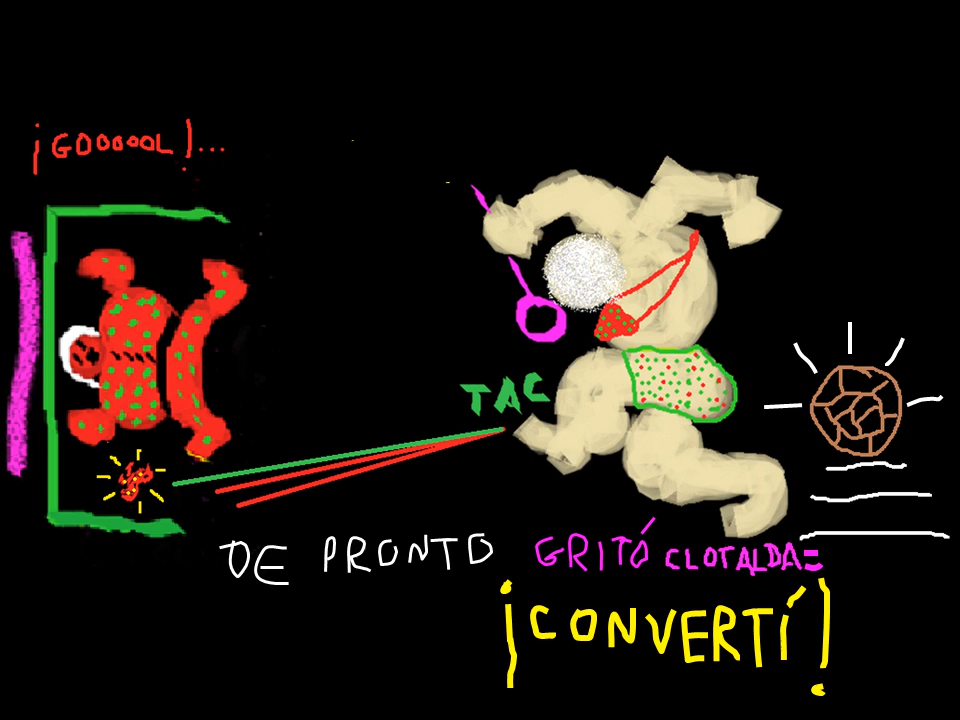 ¡GOOOOOL!...
TAC
DE PRONTO GRITÓ CLOTALDA=
¡CONVERTÍ!